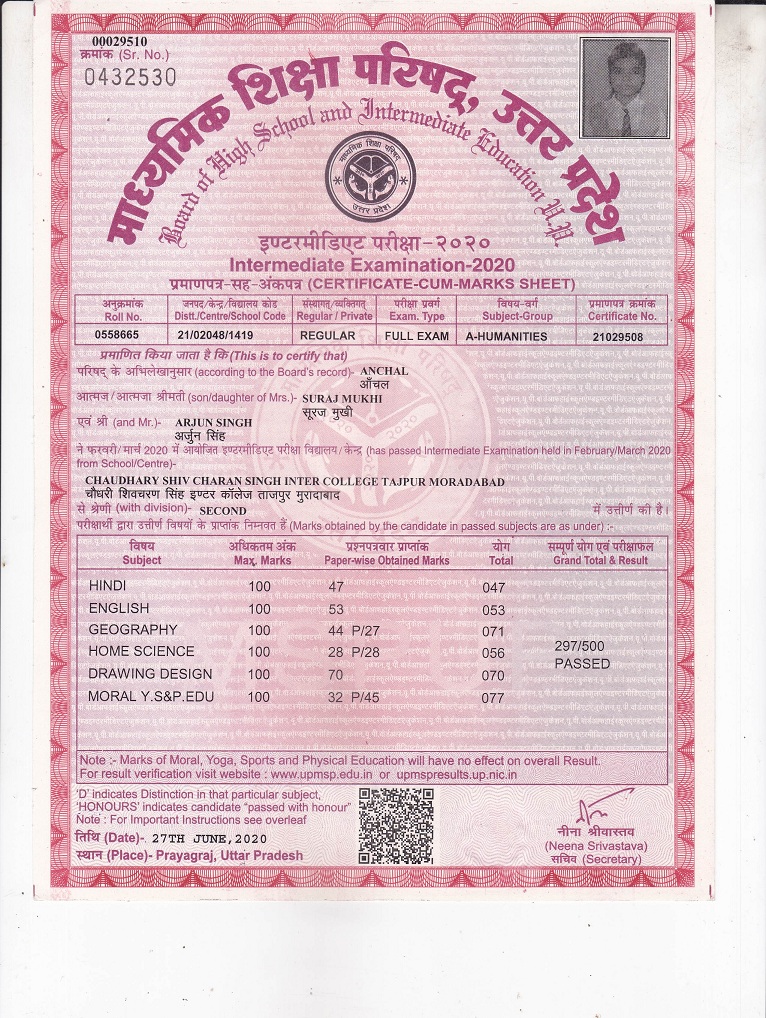 00029510
क्रमांक (Sr. No.)
0432530
माध्यमिक शिक्षा परिषद्, उत्तर प्रदेश
Board of High School and Intermediate Education U.P.
माध्यमिक शिक्षा परिषद
उत्तर प्रदेश
इण्टरमीडिएट परीक्षा-२०२०
Intermediate Examination-2020
प्रमाणपत्र-सह-अंकपत्र (CERTIFICATE-CUM-MARKS SHEET)
अनुक्रमांक जनपद/केन्द्र/विद्यालय कोड संस्थागत/व्यक्तिगत परीक्षा प्रवर्ग विषय-वर्ग प्रमाणपत्र क्रमांक
Roll No. Distt./Centre/School Code Regular / Private Exam. Type Subject-Group Certificate No.
0558665 21/02048/1419 REGULAR FULL EXAM A-HUMANITIES 21029508
प्रमाणित किया जाता है कि (This is to certify that)
परिषद् के अभिलेखानुसार (according to the Board's record)- ANCHAL
आँचल
आत्मज/आत्मजा श्रीमती (son/daughter of Mrs.)- SURAJ MUKHI
सूरज मुखी
एवं श्री (and Mr.)- ARJUN SINGH
अर्जुन सिंह
ने फरवरी/मार्च 2020 में आयोजित इण्टरमीडिएट परीक्षा विद्यालय/केन्द्र (has passed Intermediate Examination held in February/March 2020
from School/Centre)-
CHAUDHARY SHIV CHARAN SINGH INTER COLLEGE TAJPUR MORADABAD
चौधरी शिवचरण सिंह इण्टर कॉलेज ताजपुर मुरादाबाद
से श्रेणी (with division)- SECOND में उत्तीर्ण की है।
परीक्षार्थी द्वारा उत्तीर्ण विषयों के प्राप्तांक निम्नवत हैं (Marks obtained by the candidate in passed subjects are as under) :-
विषय अधिकतम अंक प्रश्नपत्रवार प्राप्तांक योग सम्पूर्ण योग एवं परीक्षाफल
Subject Max. Marks Paper-wise Obtained Marks Total Grand Total & Result
HINDI 100 47 047
ENGLISH 100 53 053
GEOGRAPHY 100 44 P/27 071
HOME SCIENCE 100 28 P/28 056
297/500
PASSED
DRAWING DESIGN 100 70 070
MORAL Y.S&P.EDU 100 32 P/45 077
Note :- Marks of Moral, Yoga, Sports and Physical Education will have no effect on overall Result.
For result verification visit website : www.upmsp.edu.in or upmspresults.up.nic.in
'D' indicates Distinction in that particular subject,
'HONOURS' indicates candidate "passed with honour"
Note : For Important Instructions see overleaf
तिथि (Date)- 27TH JUNE,2020
स्थान (Place)- Prayagraj, Uttar Pradesh
नीना श्रीवास्तव
(Neena Srivastava)
सचिव (Secretary)